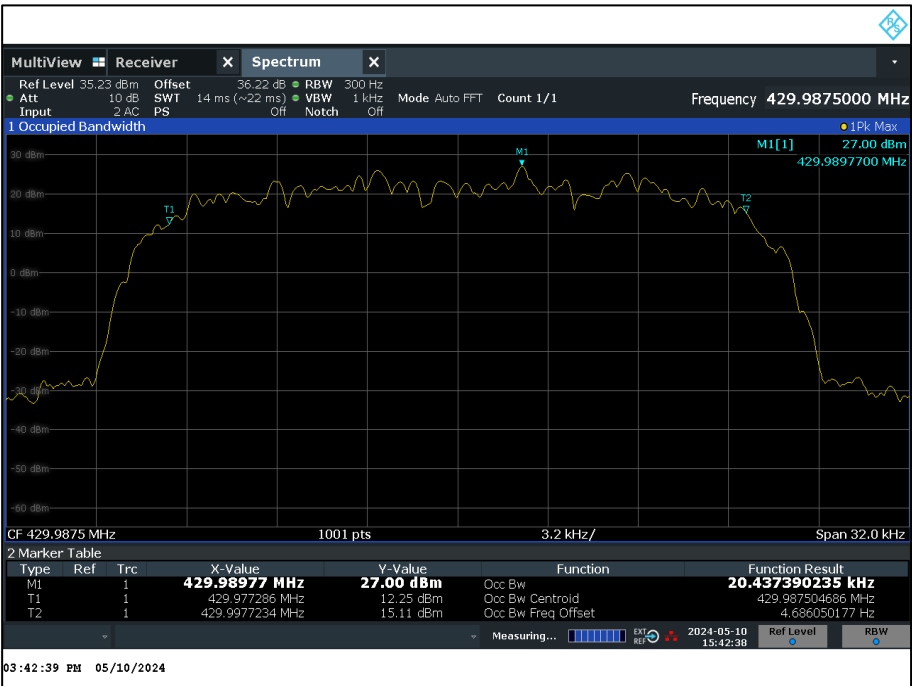 R&S
MultiView Receiver X Spectrum X
Ref Level 35.23 dBm Offset 36.22 dB RBW 300 Hz
Att 10 dB SWT 14 ms (~22 ms) VBW 1 kHz Mode Auto FFT Count 1/1 Frequency 429.9875000 MHz
Input 2 AC PS Off Notch Off
1 Occupied Bandwidth 1Pk Max
M1[1] 27.00 dBm
429.9897700 MHz
30 dBm
M1
20 dBm
T1
T2
10 dBm
0 dBm
-10 dBm
-20 dBm
-30 dBm
-40 dBm
-50 dBm
-60 dBm
CF 429.9875 MHz 1001 pts 3.2 kHz/ Span 32.0 kHz
2 Marker Table
Type Ref Trc X-Value Y-Value Function Function Result
M1 1 429.98977 MHz 27.00 dBm Occ Bw 20.437390235 kHz
T1 1 429.977286 MHz 12.25 dBm Occ Bw Centroid 429.987504686 MHz
T2 1 429.9977234 MHz 15.11 dBm Occ Bw Freq Offset 4.686050177 Hz
Measuring... EXT REF 2024-05-10 15:42:38 Ref Level RBW
03:42:39 PM 05/10/2024